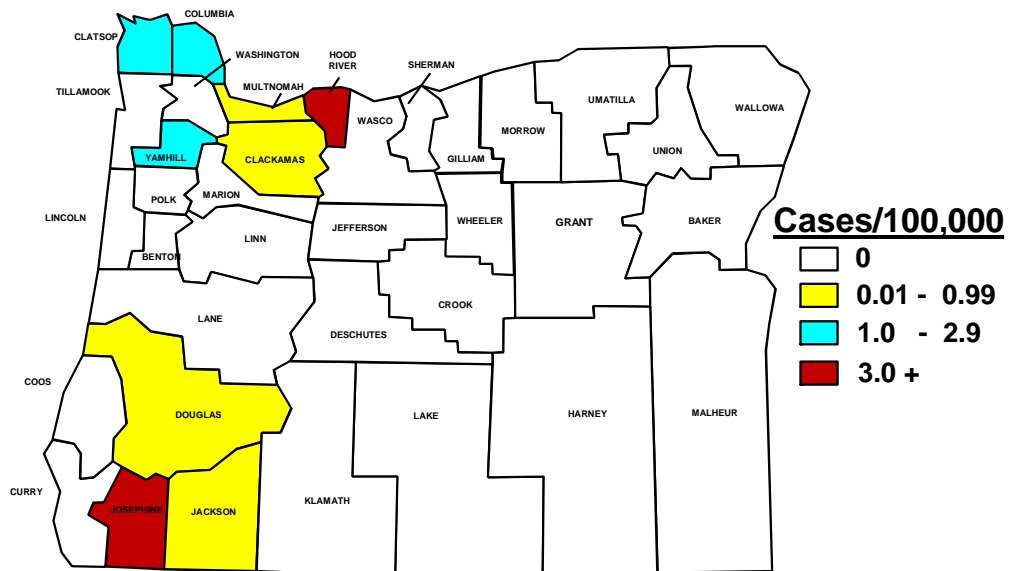 COLUMBIA
CLATSOP
WASHINGTON
HOOD
RIVER
SHERMAN
TILLAMOOK
MULTNOMAH
UMATILLA
WALLOWA
WASCO
MORROW
YAMHILL
CLACKAMAS
GILLIAM
UNION
POLK
MARION
LINCOLN
JEFFERSON
WHEELER
GRANT
BAKER
LINN
BENTON
Cases/100,000
0
0.01 - 0.99
1.0 - 2.9
3.0 +
LANE
CROOK
DESCHUTES
COOS
DOUGLAS
LAKE
HARNEY
MALHEUR
CURRY
JOSEPHINE
JACKSON
KLAMATH